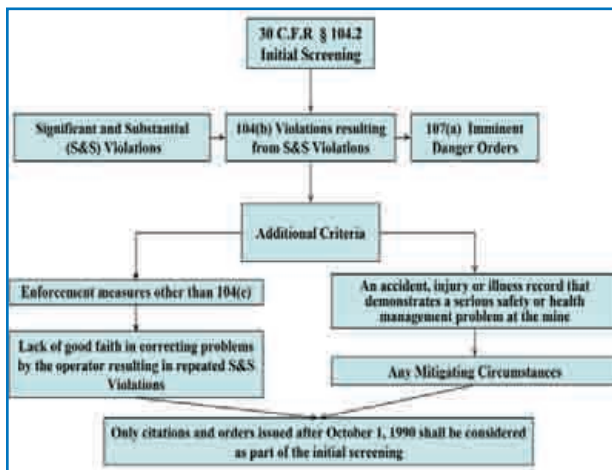 30 C.F.R § 104.2
Initial Screening
Significant and Substantial
(S&S) Violations
104(b) Violations resulting
from S&S Violations
107(a) Imminent
Danger Orders
Additional Criteria
Enforcement measures other than 104(c)
An accident, injury or illness record that
demonstrates a serious safety or health
management problem at the mine
Lack of good faith in correcting problems
by the operator resulting in repeated S&S
Violations
Any Mitigating Circumstances
Only citations and orders issued after October 1, 1990 shall be considered
as part of the initial screening